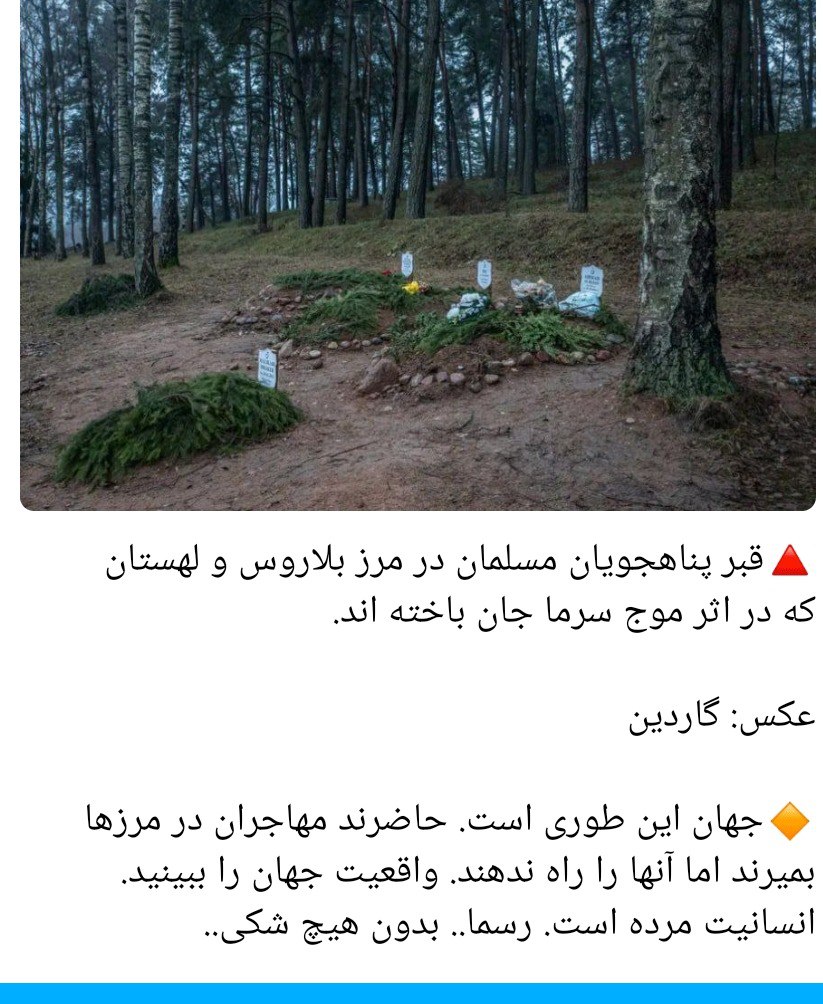 🔺قبر پناهجویان مسلمان در مرز بلاروس و لهستان
که در اثر موج سرما جان باخته اند.
عکس: گاردین
🔶جهان این طوری است. حاضرند مهاجران در مرزها
بمیرند اما آنها را راه ندهند. واقعیت جهان را ببینید.
انسانیت مرده است. رسما.. بدون هیچ شکی..